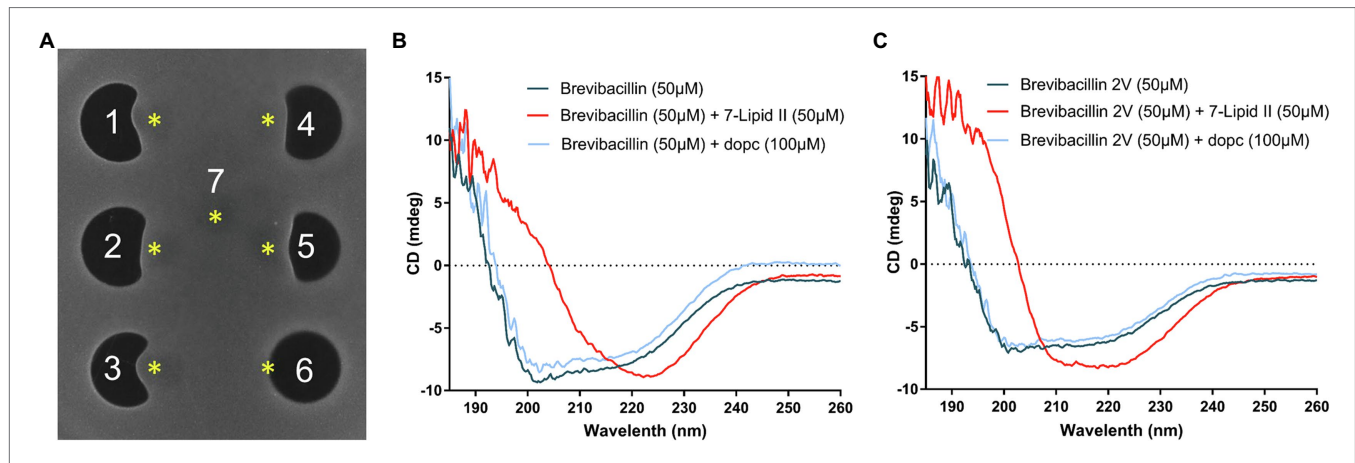 A
1
2
3
4
5
6
7
*
*
*
*
*
*
*
B
Brevibacillin (50μM)
Brevibacillin (50μM) + 7-Lipid II (50μM)
Brevibacillin (50μM) + dopc (100μM)
CD (mdeg)
15
10
5
0
-5
-10
190 200 210 220 230 240 250 260
Wavelenth (nm)
C
Brevibacillin 2V (50μM)
Brevibacillin 2V (50μM) + 7-Lipid II (50μM)
Brevibacillin 2V (50μM) + dopc (100μM)
CD (mdeg)
15
10
5
0
-5
-10
190 200 210 220 230 240 250 260
Wavelenth (nm)